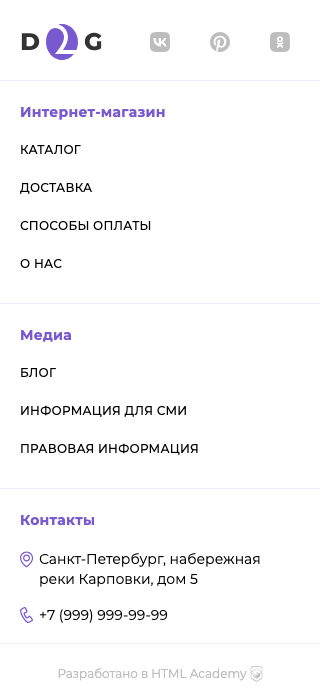 D2G
Интернет-магазин
КАТАЛОГ
ДОСТАВКА
СПОСОБЫ ОПЛАТЫ
О НАС
Медиа
БЛОГ
ИНФОРМАЦИЯ ДЛЯ СМИ
ПРАВОВАЯ ИНФОРМАЦИЯ
Контакты
Санкт-Петербург, набережная
реки Карповки, дом 5
+7 (999) 999-99-99
Разработано в HTML Academy